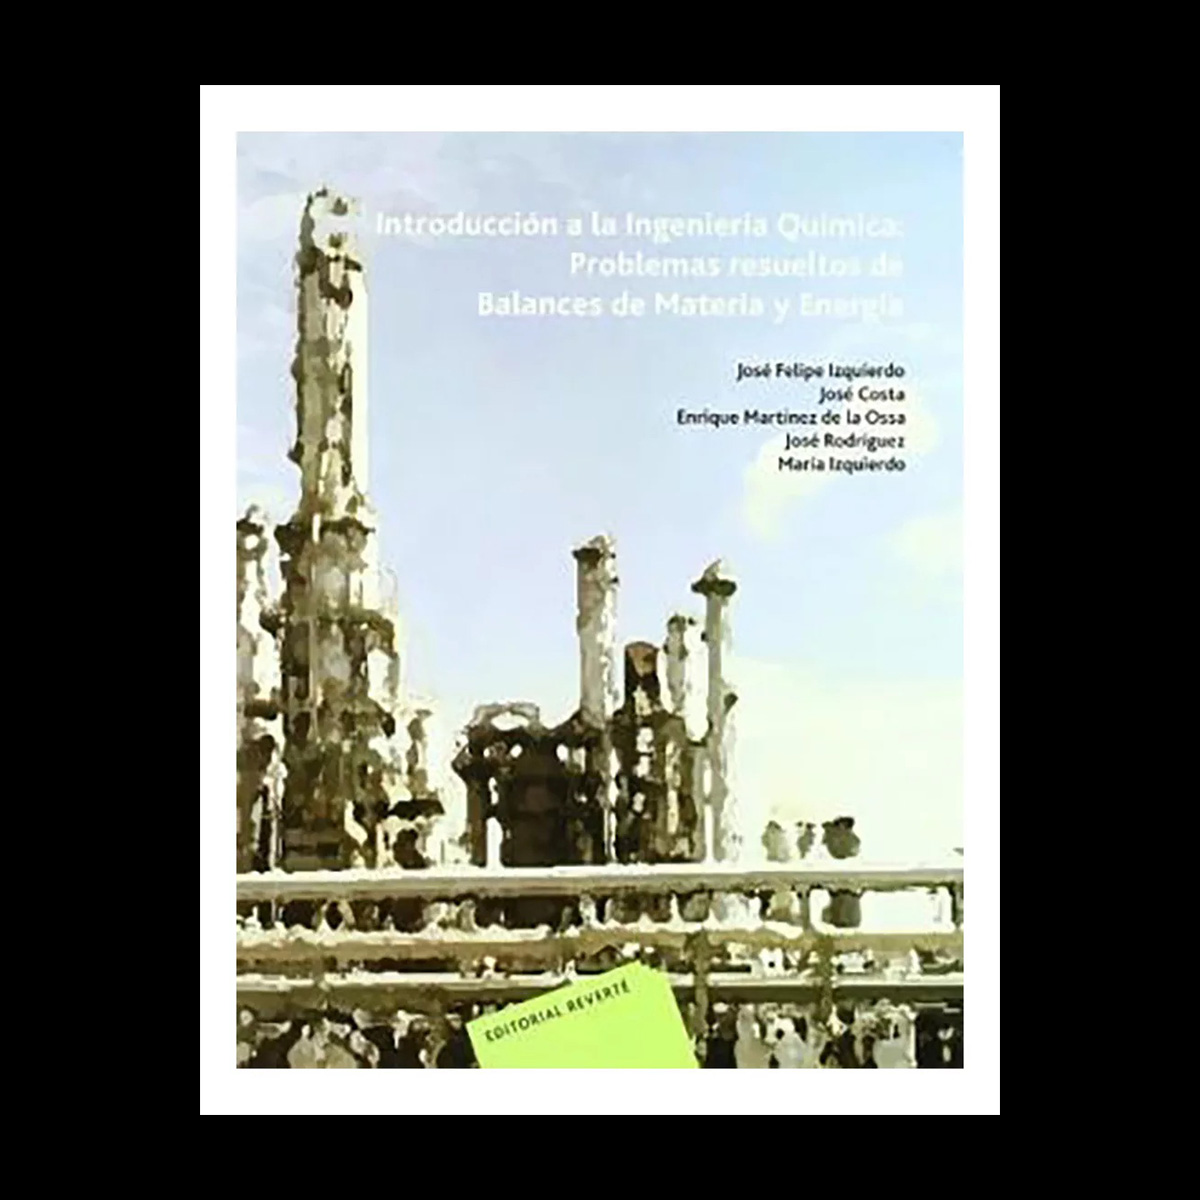 Introducción a la Ingeniería Química:
Problemas resueltos de
Balances de Materia y Energía
José Felipe Izquierdo
José Costa
Enrique Martínez de la Ossa
José Rodríguez
María Izquierdo
EDITORIAL REVERTÉ